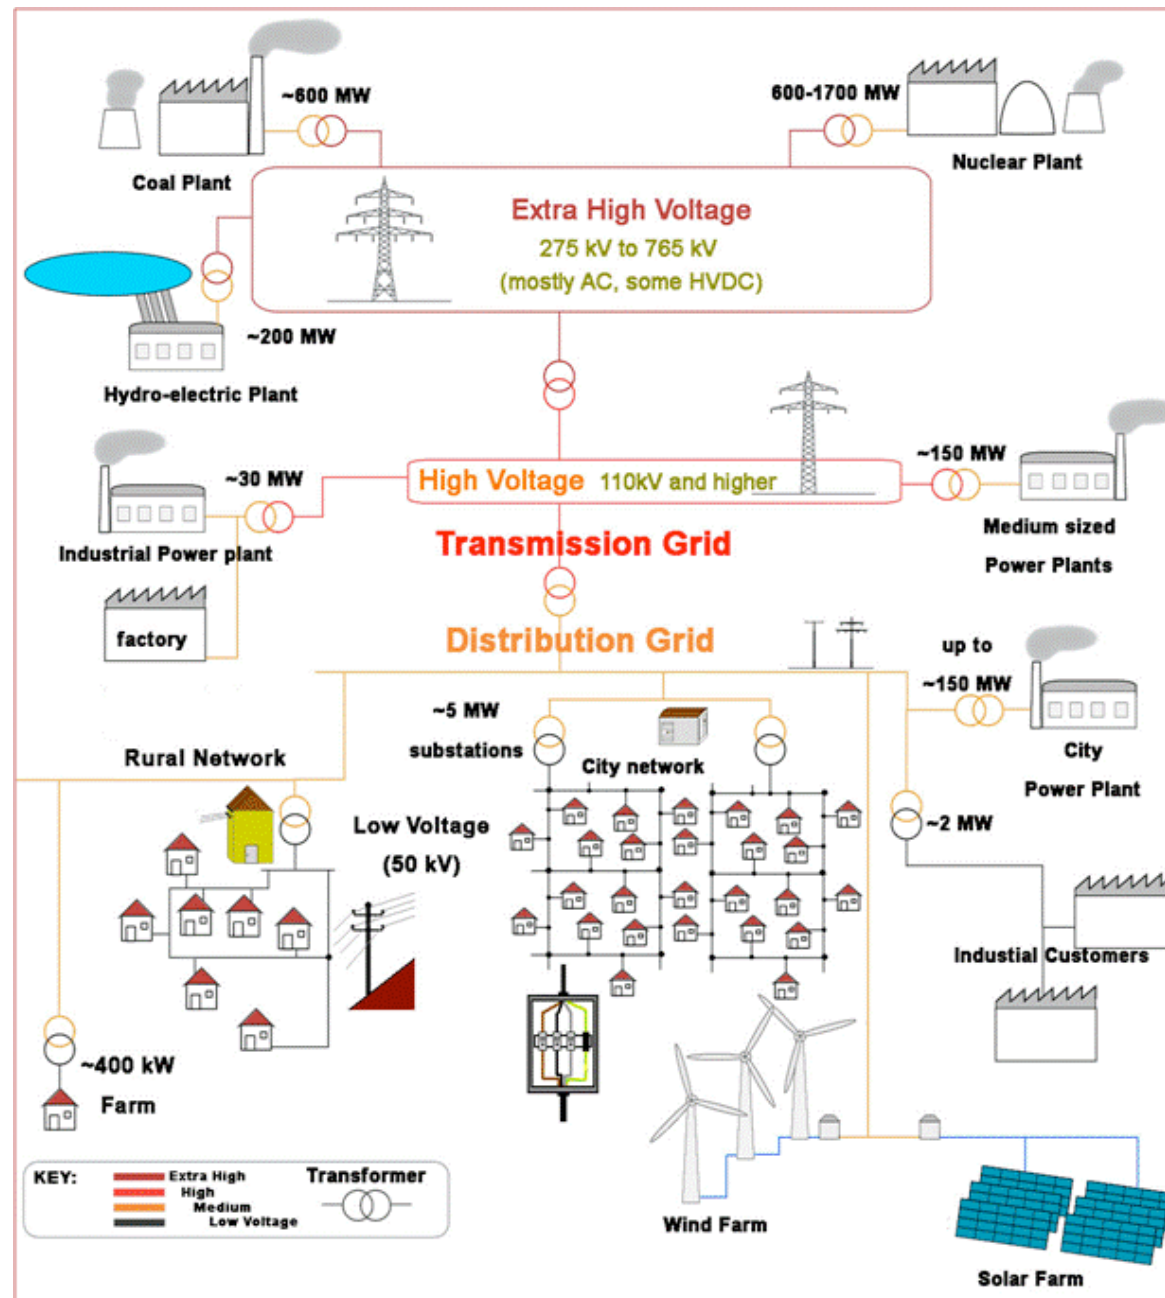 ~600 MW
600-1700 MW
Coal Plant
Nuclear Plant
Extra High Voltage
275 kV to 765 kV
(mostly AC, some HVDC)
~200 MW
Hydro-electric Plant
~30 MW
High Voltage 110kV and higher
~150 MW
Industrial Power plant
Medium sized
Power Plants
Transmission Grid
factory
Distribution Grid
up to
~150 MW
~5 MW
substations
Rural Network
City network
City
Power Plant
Low Voltage
(50 kV)
~2 MW
Industial Customers
~400 kW
Farm
KEY:
Extra High
High
Medium
Low Voltage
Transformer
Wind Farm
Solar Farm